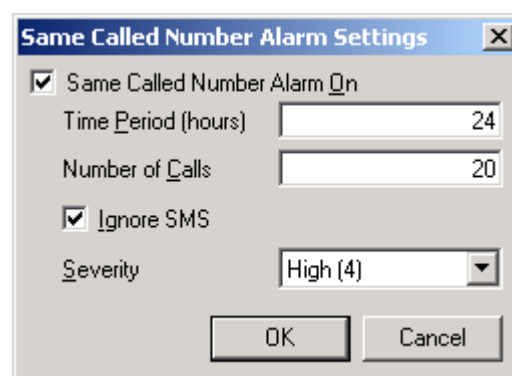 Same Called Number Alarm Settings
Same Called Number Alarm On
Time Period (hours) 24
Number of Calls 20
Ignore SMS
Severity High (4)
OK Cancel